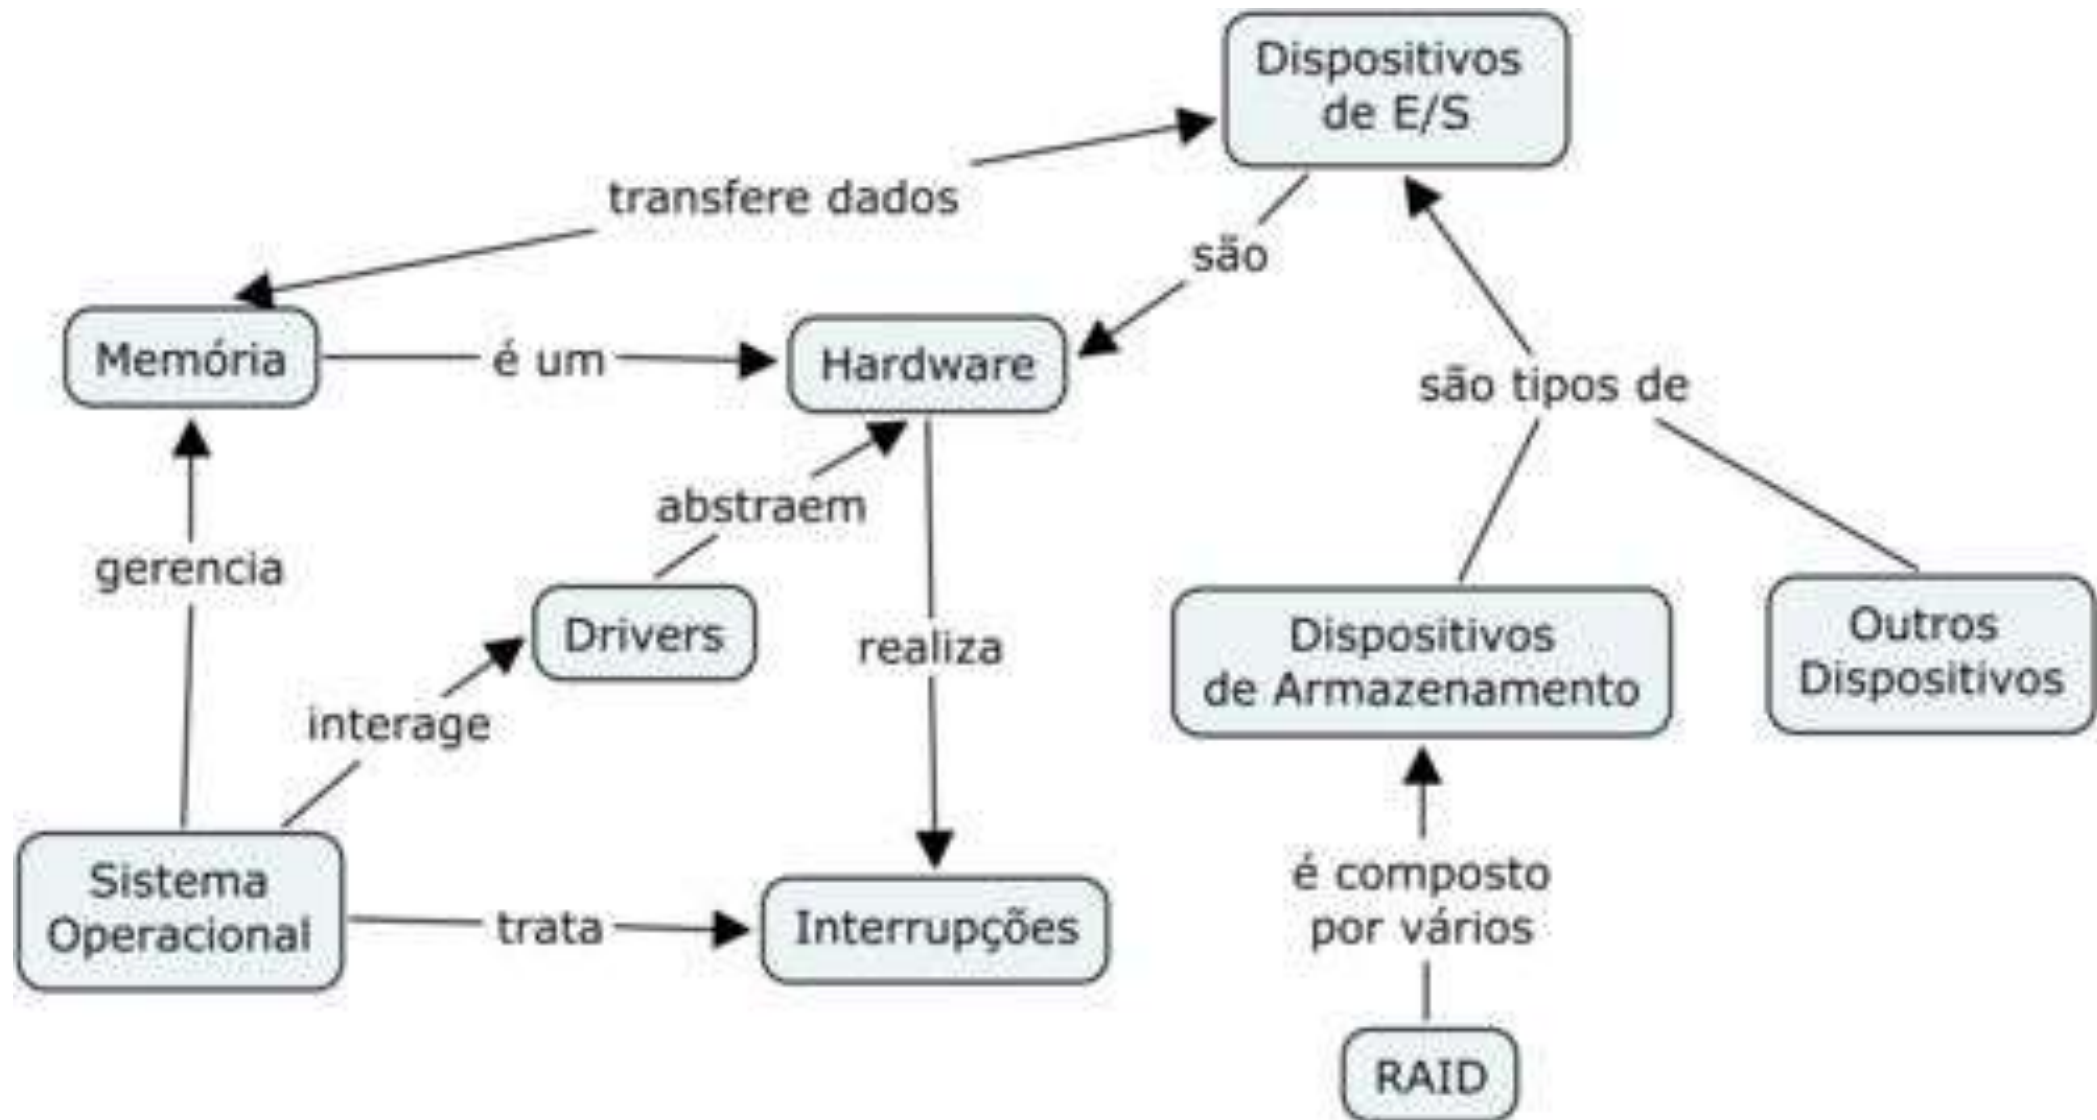 Dispositivos
de E/S
transfere dados
são
Memória
é um
Hardware
são tipos de
abstraem
gerencia
Drivers
realiza
Dispositivos
de Armazenamento
Outros
Dispositivos
interage
Sistema
Operacional
trata
Interrupções
é composto
por vários
RAID